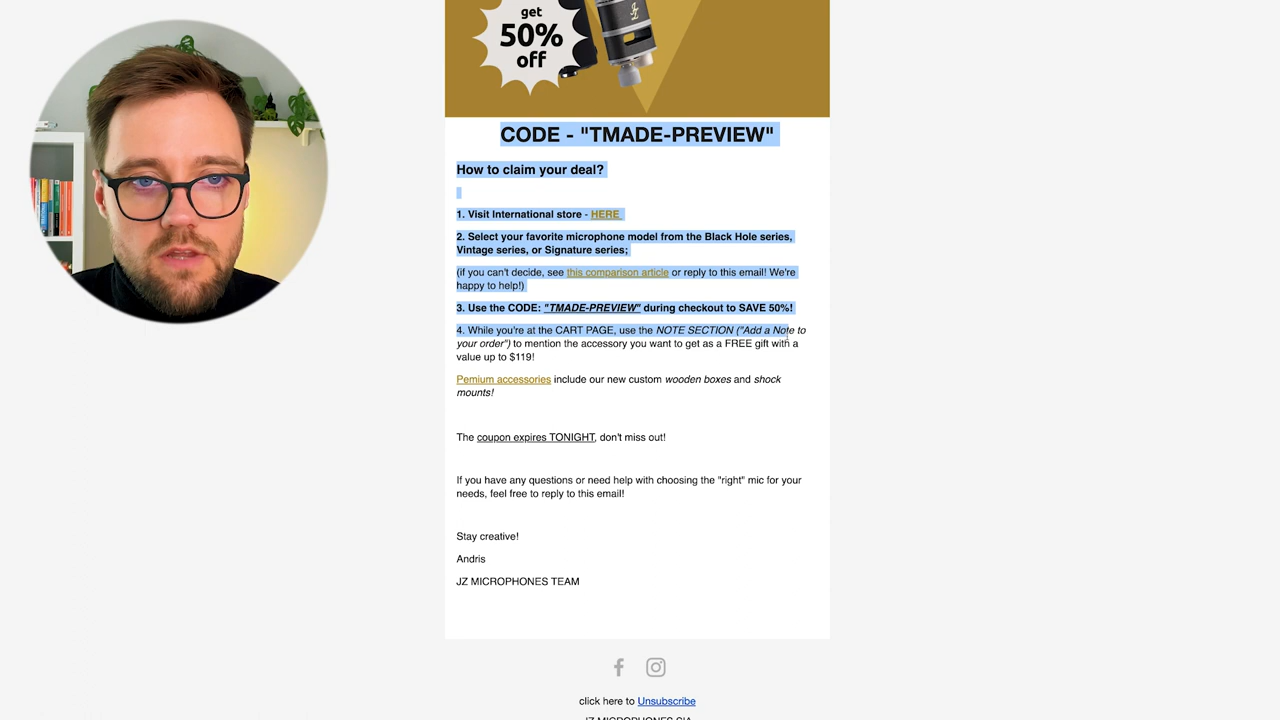 get
50%
off
JZ
CODE - "TMADE-PREVIEW"
How to claim your deal?
1. Visit International store - HERE
2. Select your favorite microphone model from the Black Hole series,
Vintage series, or Signature series;
(if you can't decide, see this comparison article or reply to this email! We're
happy to help!)
3. Use the CODE: "TMADE-PREVIEW" during checkout to SAVE 50%!
4. While you're at the CART PAGE, use the NOTE SECTION ("Add a Note to
your order") to mention the accessory you want to get as a FREE gift with a
value up to $119!
Pemium accessories include our new custom wooden boxes and shock
mounts!
The coupon expires TONIGHT, don't miss out!
If you have any questions or need help with choosing the "right" mic for your
needs, feel free to reply to this email!
Stay creative!
Andris
JZ MICROPHONES TEAM
click here to Unsubscribe
JZ MICROPHONES SIA